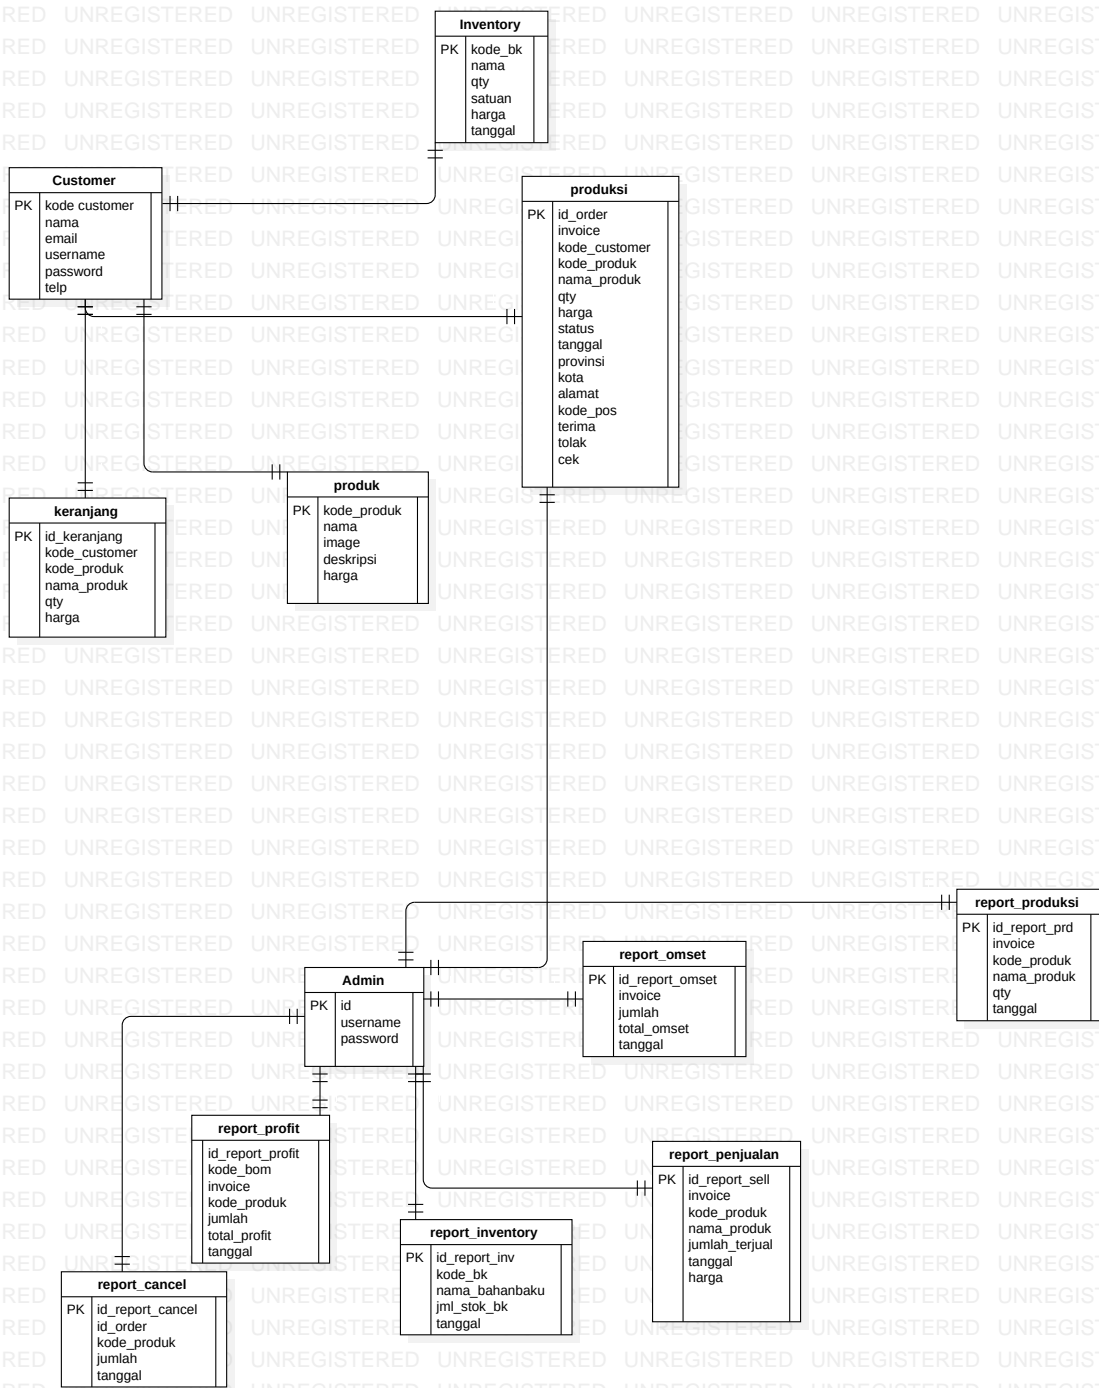 Inventory
PK kode_bk
nama
qty
satuan
harga
tanggal
Customer
PK kode customer
nama
email
username
password
telp
produksi
PK id_order
invoice
kode_customer
kode_produk
nama_produk
qty
harga
status
tanggal
provinsi
kota
alamat
kode_pos
terima
tolak
cek
keranjang
PK id_keranjang
kode_customer
kode_produk
nama_produk
qty
harga
produk
PK kode_produk
nama
image
deskripsi
harga
report_produksi
PK id_report_prd
invoice
kode_produk
nama_produk
qty
tanggal
Admin
PK id
username
password
report_omset
PK id_report_omset
invoice
jumlah
total_omset
tanggal
report_profit
id_report_profit
kode_bom
invoice
kode_produk
jumlah
total_profit
tanggal
report_penjualan
PK id_report_sell
invoice
kode_produk
nama_produk
jumlah_terjual
tanggal
harga
report_inventory
PK id_report_inv
kode_bk
nama_bahanbaku
jml_stok_bk
tanggal
report_cancel
PK id_report_cancel
id_order
kode_produk
jumlah
tanggal
UNREGISTERED